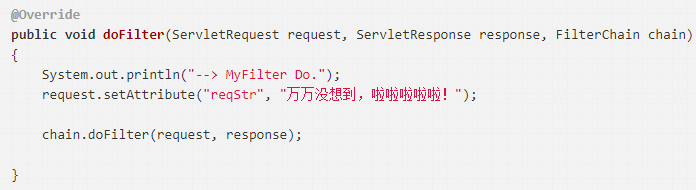 @Override
public void doFilter(ServletRequest request, ServletResponse response, FilterChain chain)
{
System.out.println("--> MyFilter Do.");
request.setAttribute("reqStr", "万万没想到，啦啦啦啦啦！");
chain.doFilter(request, response);
}